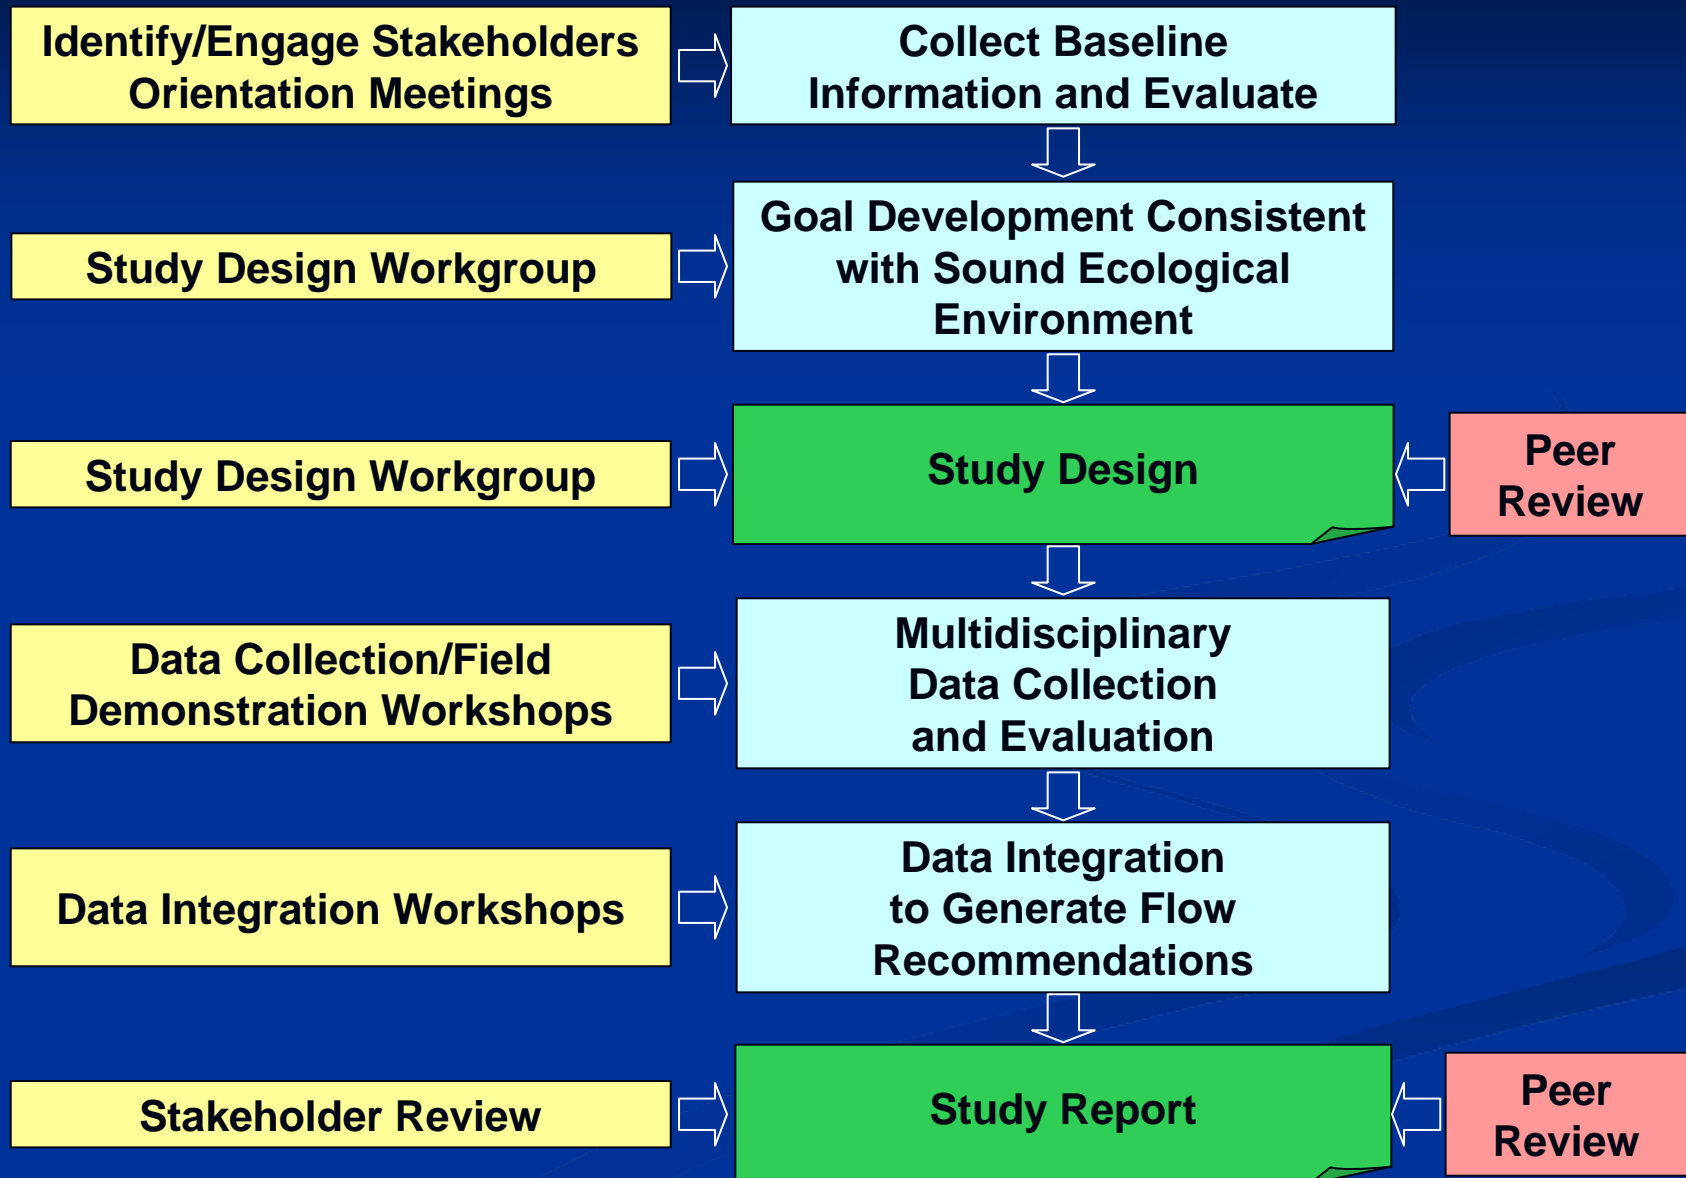 Identify/Engage Stakeholders
Orientation Meetings
Collect Baseline
Information and Evaluate
Study Design Workgroup
Goal Development Consistent
with Sound Ecological
Environment
Study Design Workgroup
Study Design
Peer
Review
Data Collection/Field
Demonstration Workshops
Multidisciplinary
Data Collection
and Evaluation
Data Integration Workshops
Data Integration
to Generate Flow
Recommendations
Stakeholder Review
Study Report
Peer
Review